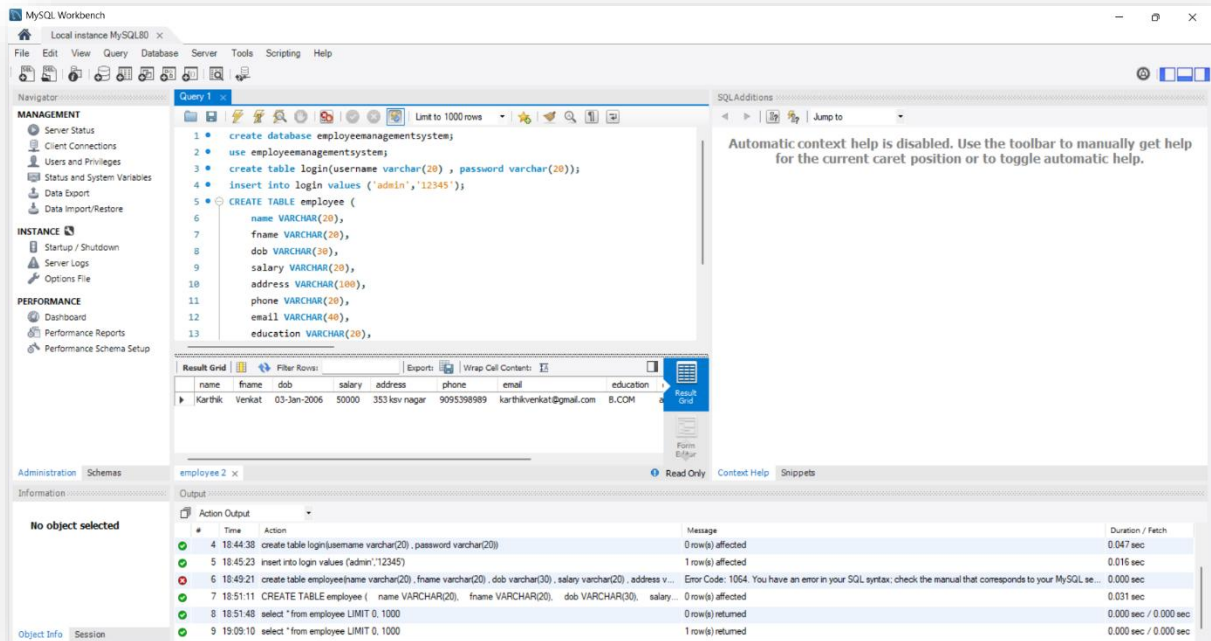 MySQL Workbench
Local instance MySQL80
File Edit View Query Database Server Tools Scripting Help
Navigator
MANAGEMENT
Server Status
Client Connections
Users and Privileges
Status and System Variables
Data Export
Data Import/Restore
INSTANCE
Startup / Shutdown
Server Logs
Options File
PERFORMANCE
Dashboard
Performance Reports
Performance Schema Setup
Administration Schemas
Query 1
Limit to 1000 rows
1 create database employeemanagementsystem;
2 use employeemanagementsystem;
3 create table login(username varchar(20) , password varchar(20));
4 insert into login values ('admin','12345');
5 CREATE TABLE employee (
6 name VARCHAR(20),
7 fname VARCHAR(20),
8 dob VARCHAR(30),
9 salary VARCHAR(20),
10 address VARCHAR(100),
11 phone VARCHAR(20),
12 email VARCHAR(40),
13 education VARCHAR(20),
Result Grid Filter Rows: Export: Wrap Cell Content:
name fname dob salary address phone email education
Karthik Venkat 03-Jan-2006 50000 353 ksv nagar 9095398989 karthikvenkat@gmail.com B.COM a
Result Grid
Form Editor
employee 2
Read Only
SQLAdditions
Jump to
Automatic context help is disabled. Use the toolbar to manually get help
for the current caret position or to toggle automatic help.
Context Help Snippets
Information
No object selected
Object Info Session
Output
Action Output
# Time Action Message Duration / Fetch
4 18:44:38 create table login(username varchar(20) , password varchar(20)) 0 row(s) affected 0.047 sec
5 18:45:23 insert into login values ('admin','12345') 1 row(s) affected 0.016 sec
6 18:49:21 create table employee(name varchar(20) , fname varchar(20) , dob varchar(30) , salary varchar(20) , address v... Error Code: 1064. You have an error in your SQL syntax; check the manual that corresponds to your MySQL se... 0.000 sec
7 18:51:11 CREATE TABLE employee ( name VARCHAR(20), fname VARCHAR(20), dob VARCHAR(30), salary... 0 row(s) affected 0.031 sec
8 18:51:48 select * from employee LIMIT 0, 1000 0 row(s) returned 0.000 sec / 0.000 sec
9 19:09:10 select * from employee LIMIT 0, 1000 1 row(s) returned 0.000 sec / 0.000 sec